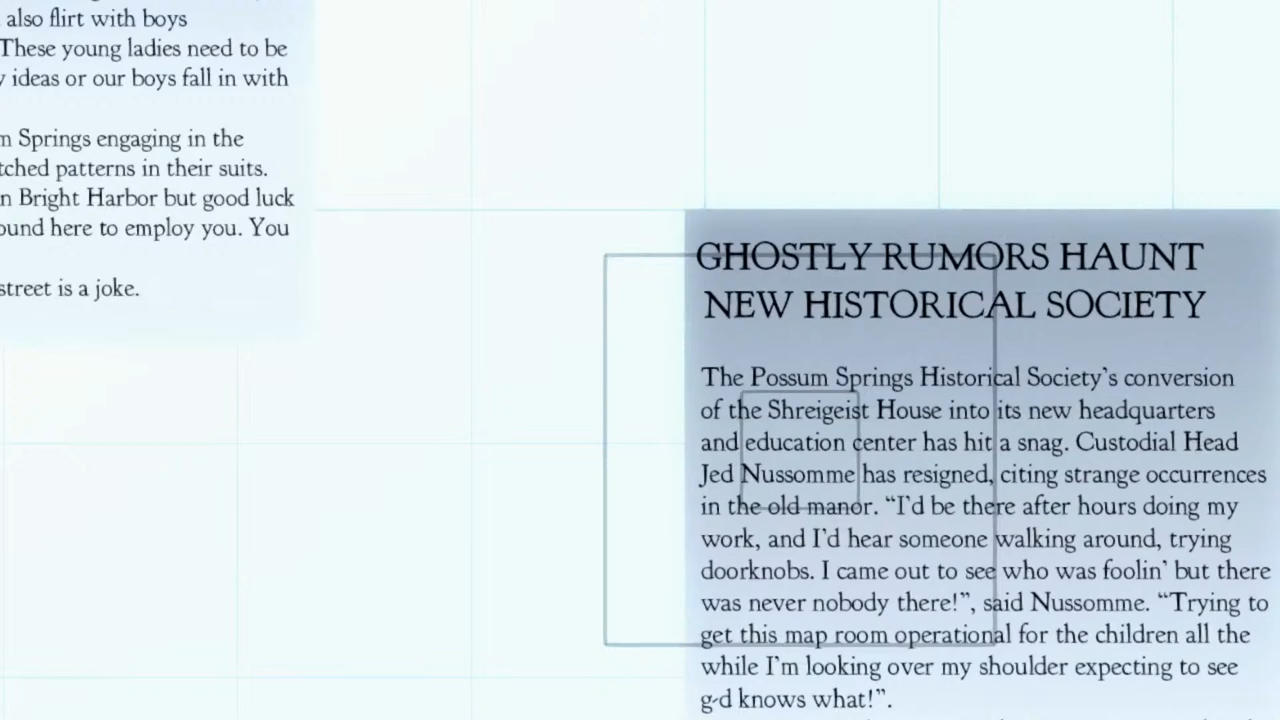 also flirt with boys
These young ladies need to be
ideas or our boys fall in with
Springs engaging in the
patterns in their suits.
Bright Harbor but good luck
here to employ you. You
street is a joke.
GHOSTLY RUMORS HAUNT
NEW HISTORICAL SOCIETY
The Possum Springs Historical Society's conversion
of the Shreigeist House into its new headquarters
and education center has hit a snag. Custodial Head
Jed Nussomme has resigned, citing strange occurrences
in the old manor. “I'd be there after hours doing my
work, and I'd hear someone walking around, trying
doorknobs. I came out to see who was foolin' but there
was never nobody there!”, said Nussomme. “Trying to
get this map room operational for the children all the
while I'm looking over my shoulder expecting to see
g-d knows what!”.